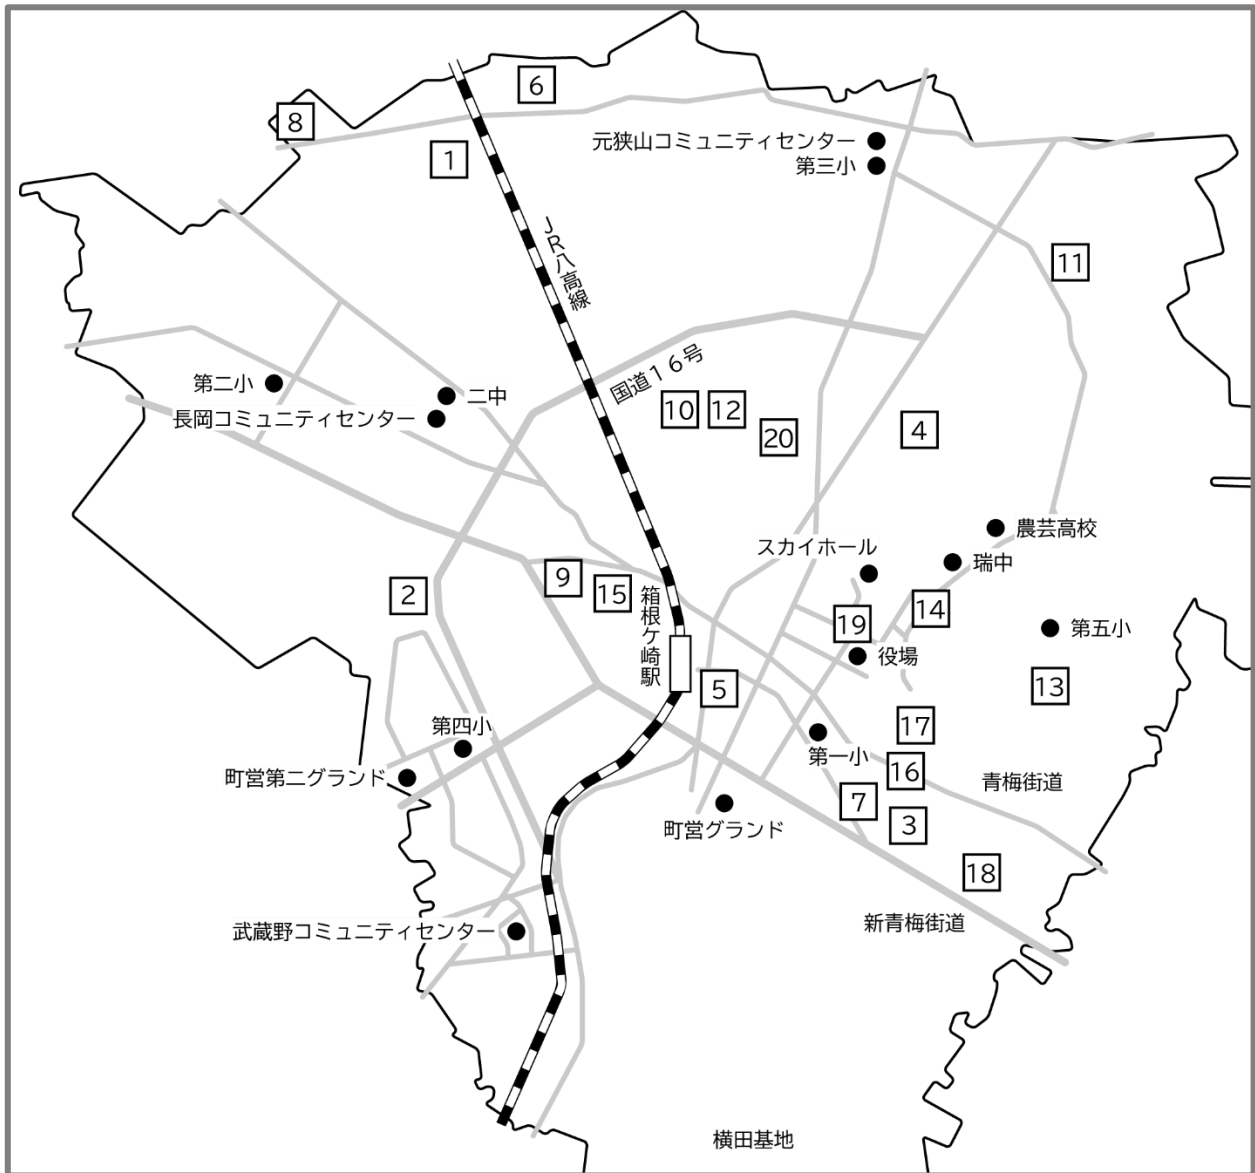 6
8
元狭山コミュニティセンター
1
第三小
JR八高線
11
国道16号
第二小
二中
10
12
長岡コミュニティセンター
20
4
農芸高校
スカイホール
瑞中
9
2
15
箱根ケ崎駅
14
19
第五小
役場
5
13
第四小
17
第一小
町営第二グランド
16
青梅街道
7
町営グランド
3
18
新青梅街道
武蔵野コミュニティセンター
横田基地